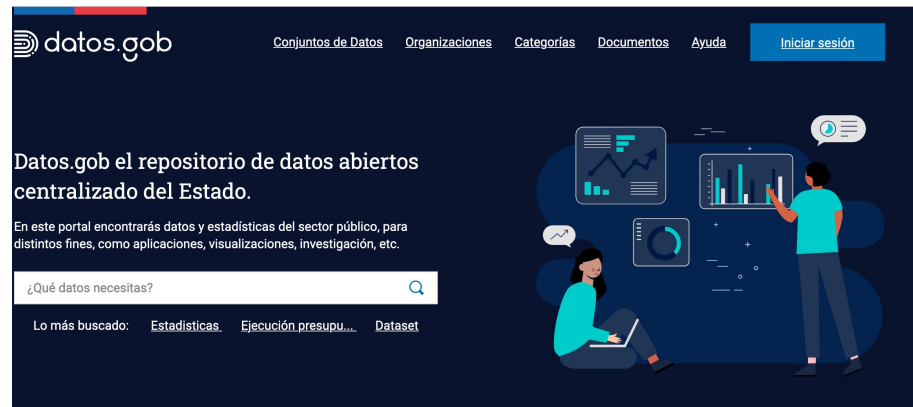 datos.gob
Conjuntos de Datos Organizaciones Categorías Documentos Ayuda Iniciar sesión
Datos.gob el repositorio de datos abiertos
centralizado del Estado.
En este portal encontrarás datos y estadísticas del sector público, para
distintos fines, como aplicaciones, visualizaciones, investigación, etc.
¿Qué datos necesitas?
Lo más buscado: Estadisticas Ejecución presupu... Dataset